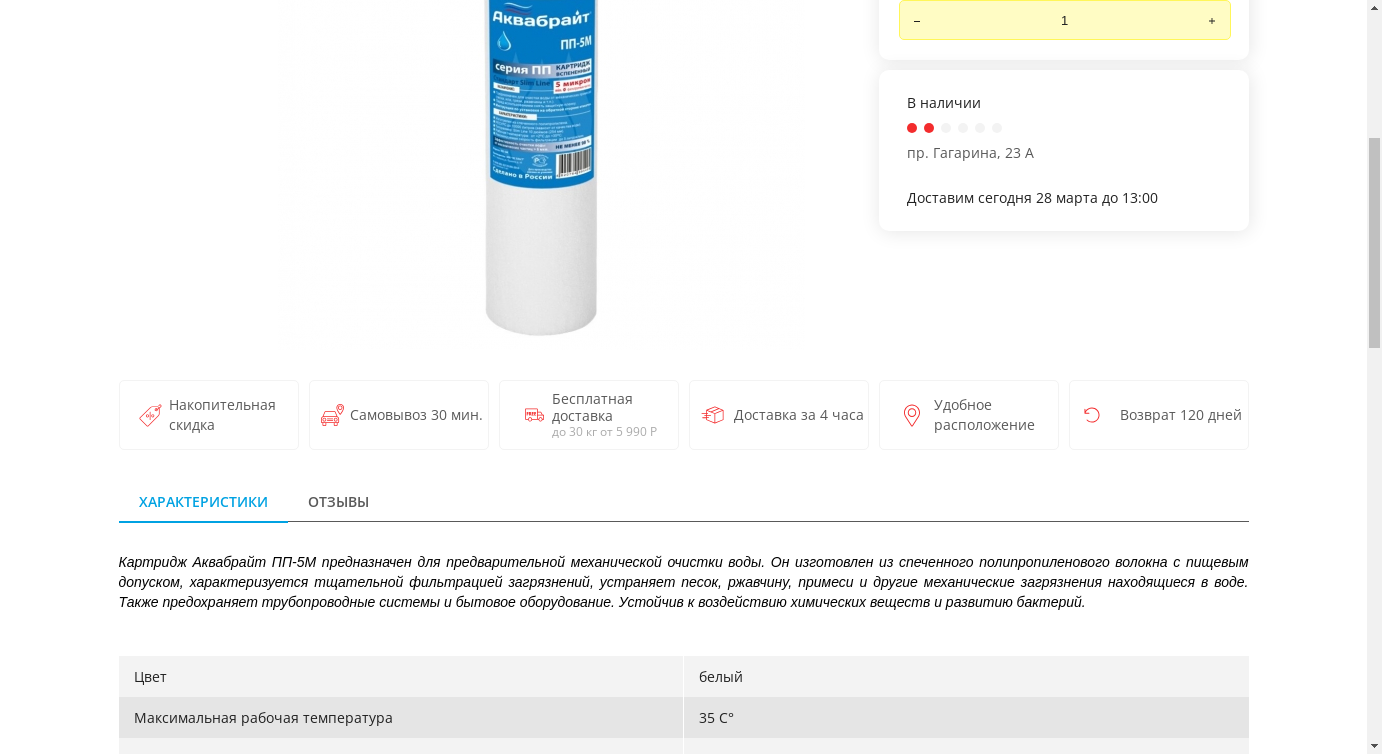 Аквабрайт
ПП-5М
серия ПП
КАРТРИДЖ
ВСПЕНЕННЫЙ
5 микрон
НЕ МЕНЕЕ 80 %
Сделано в России
–
1
+
В наличии
пр. Гагарина, 23 А
Доставим сегодня 28 марта до 13:00
Накопительная
скидка
Самовывоз 30 мин.
Бесплатная
доставка
до 30 кг от 5 990 Р
Доставка за 4 часа
Удобное
расположение
Возврат 120 дней
ХАРАКТЕРИСТИКИ
ОТЗЫВЫ
Картридж Аквабрайт ПП-5М предназначен для предварительной механической очистки воды. Он изготовлен из спеченного полипропиленового волокна с пищевым
допуском, характеризуется тщательной фильтрацией загрязнений, устраняет песок, ржавчину, примеси и другие механические загрязнения находящиеся в воде.
Также предохраняет трубопроводные системы и бытовое оборудование. Устойчив к воздействию химических веществ и развитию бактерий.
Цвет
белый
Максимальная рабочая температура
35 C°